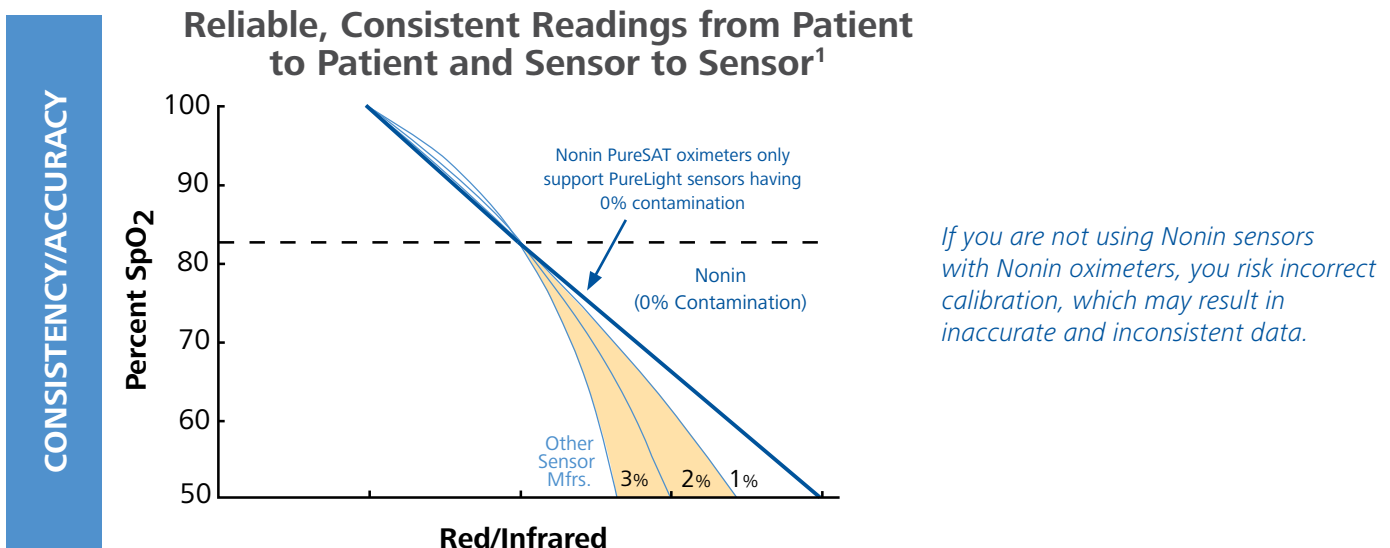 Reliable, Consistent Readings from Patient
to Patient and Sensor to Sensor1
CONSISTENCY/ACCURACY
Percent SpO2
100
90
80
70
60
50
Nonin PureSAT oximeters only
support PureLight sensors having
0% contamination
Nonin
(0% Contamination)
Other
Sensor
Mfrs.
3%
2%
1%
Red/Infrared
If you are not using Nonin sensors
with Nonin oximeters, you risk incorrect
calibration, which may result in
inaccurate and inconsistent data.